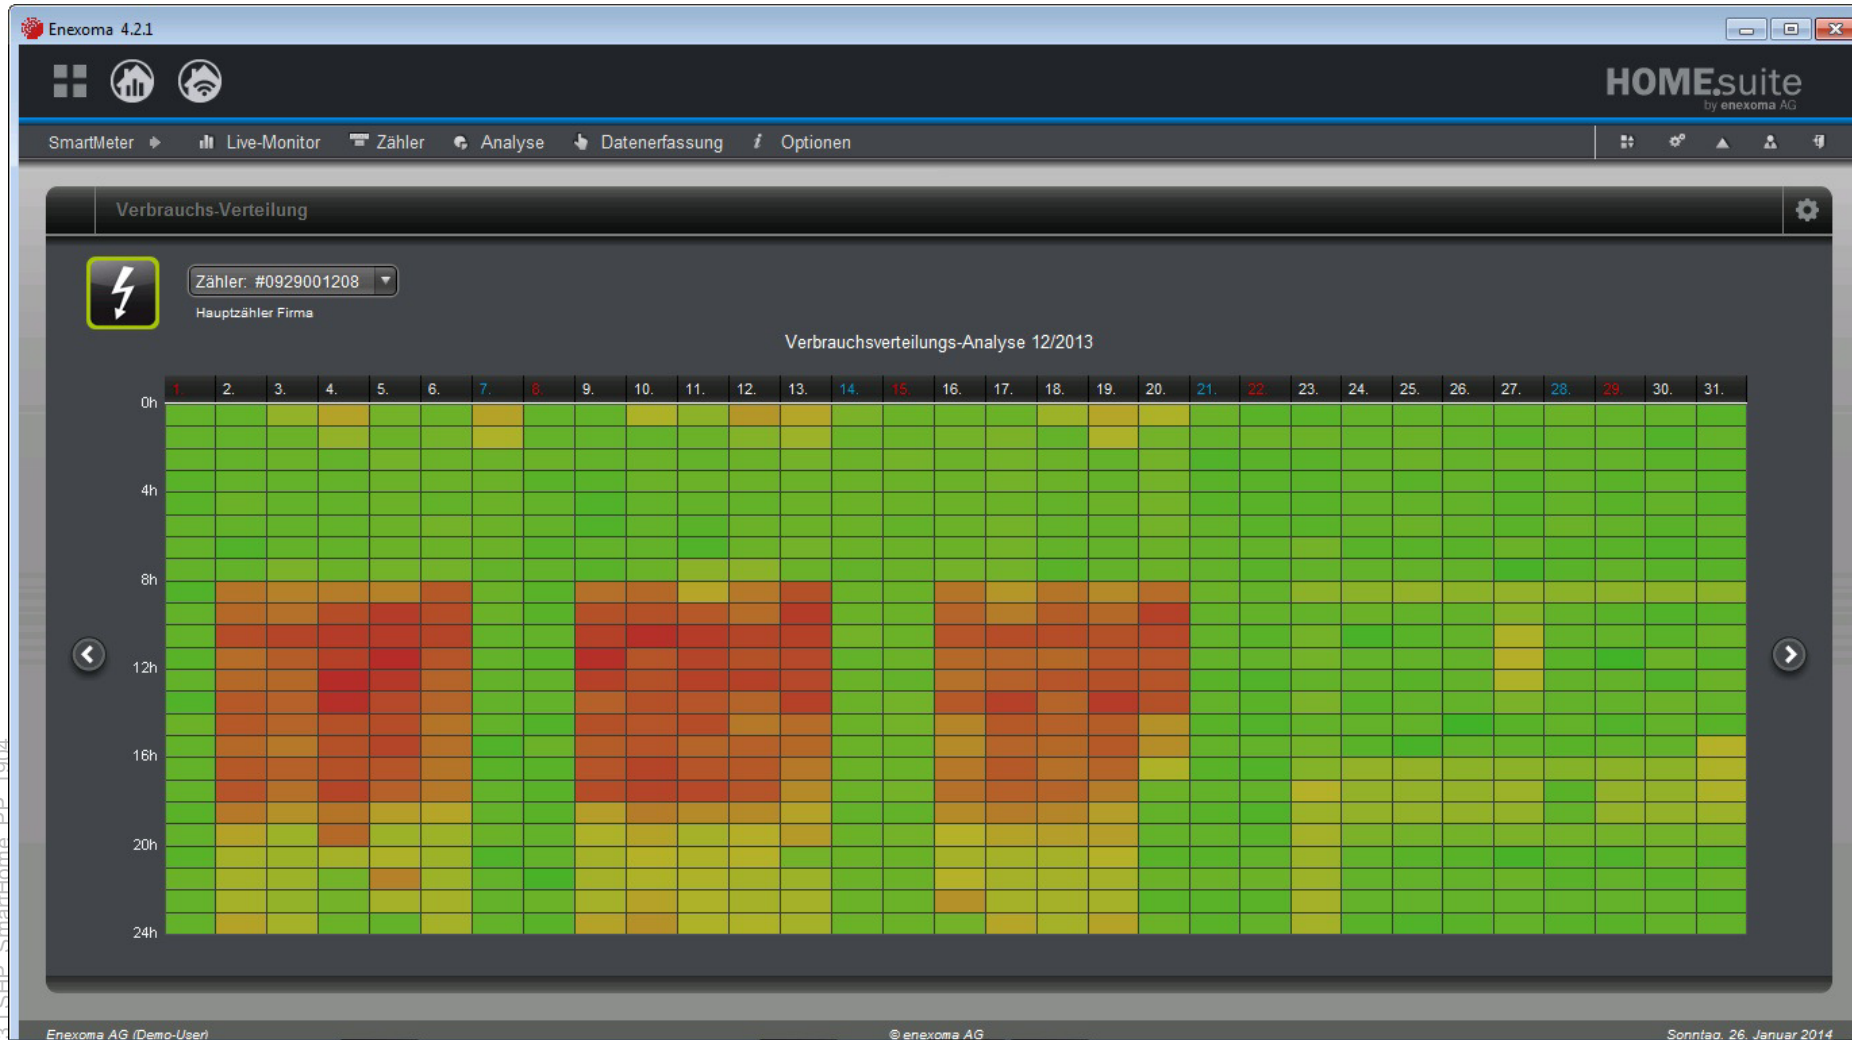 Enexoma 4.2.1
HOME.suite
by enexoma AG
SmartMeter Live-Monitor Zähler Analyse Datenerfassung i Optionen
Verbrauchs-Verteilung
Zähler: #0929001208
Hauptzähler Firma
Verbrauchsverteilungs-Analyse 12/2013
1. 2. 3. 4. 5. 6. 7. 8. 9. 10. 11. 12. 13. 14. 15. 16. 17. 18. 19. 20. 21. 22. 23. 24. 25. 26. 27. 28. 29. 30. 31.
0h
4h
8h
12h
16h
20h
24h
Enexoma AG (Demo-User) © enexoma AG Sonntag, 26. Januar 2014